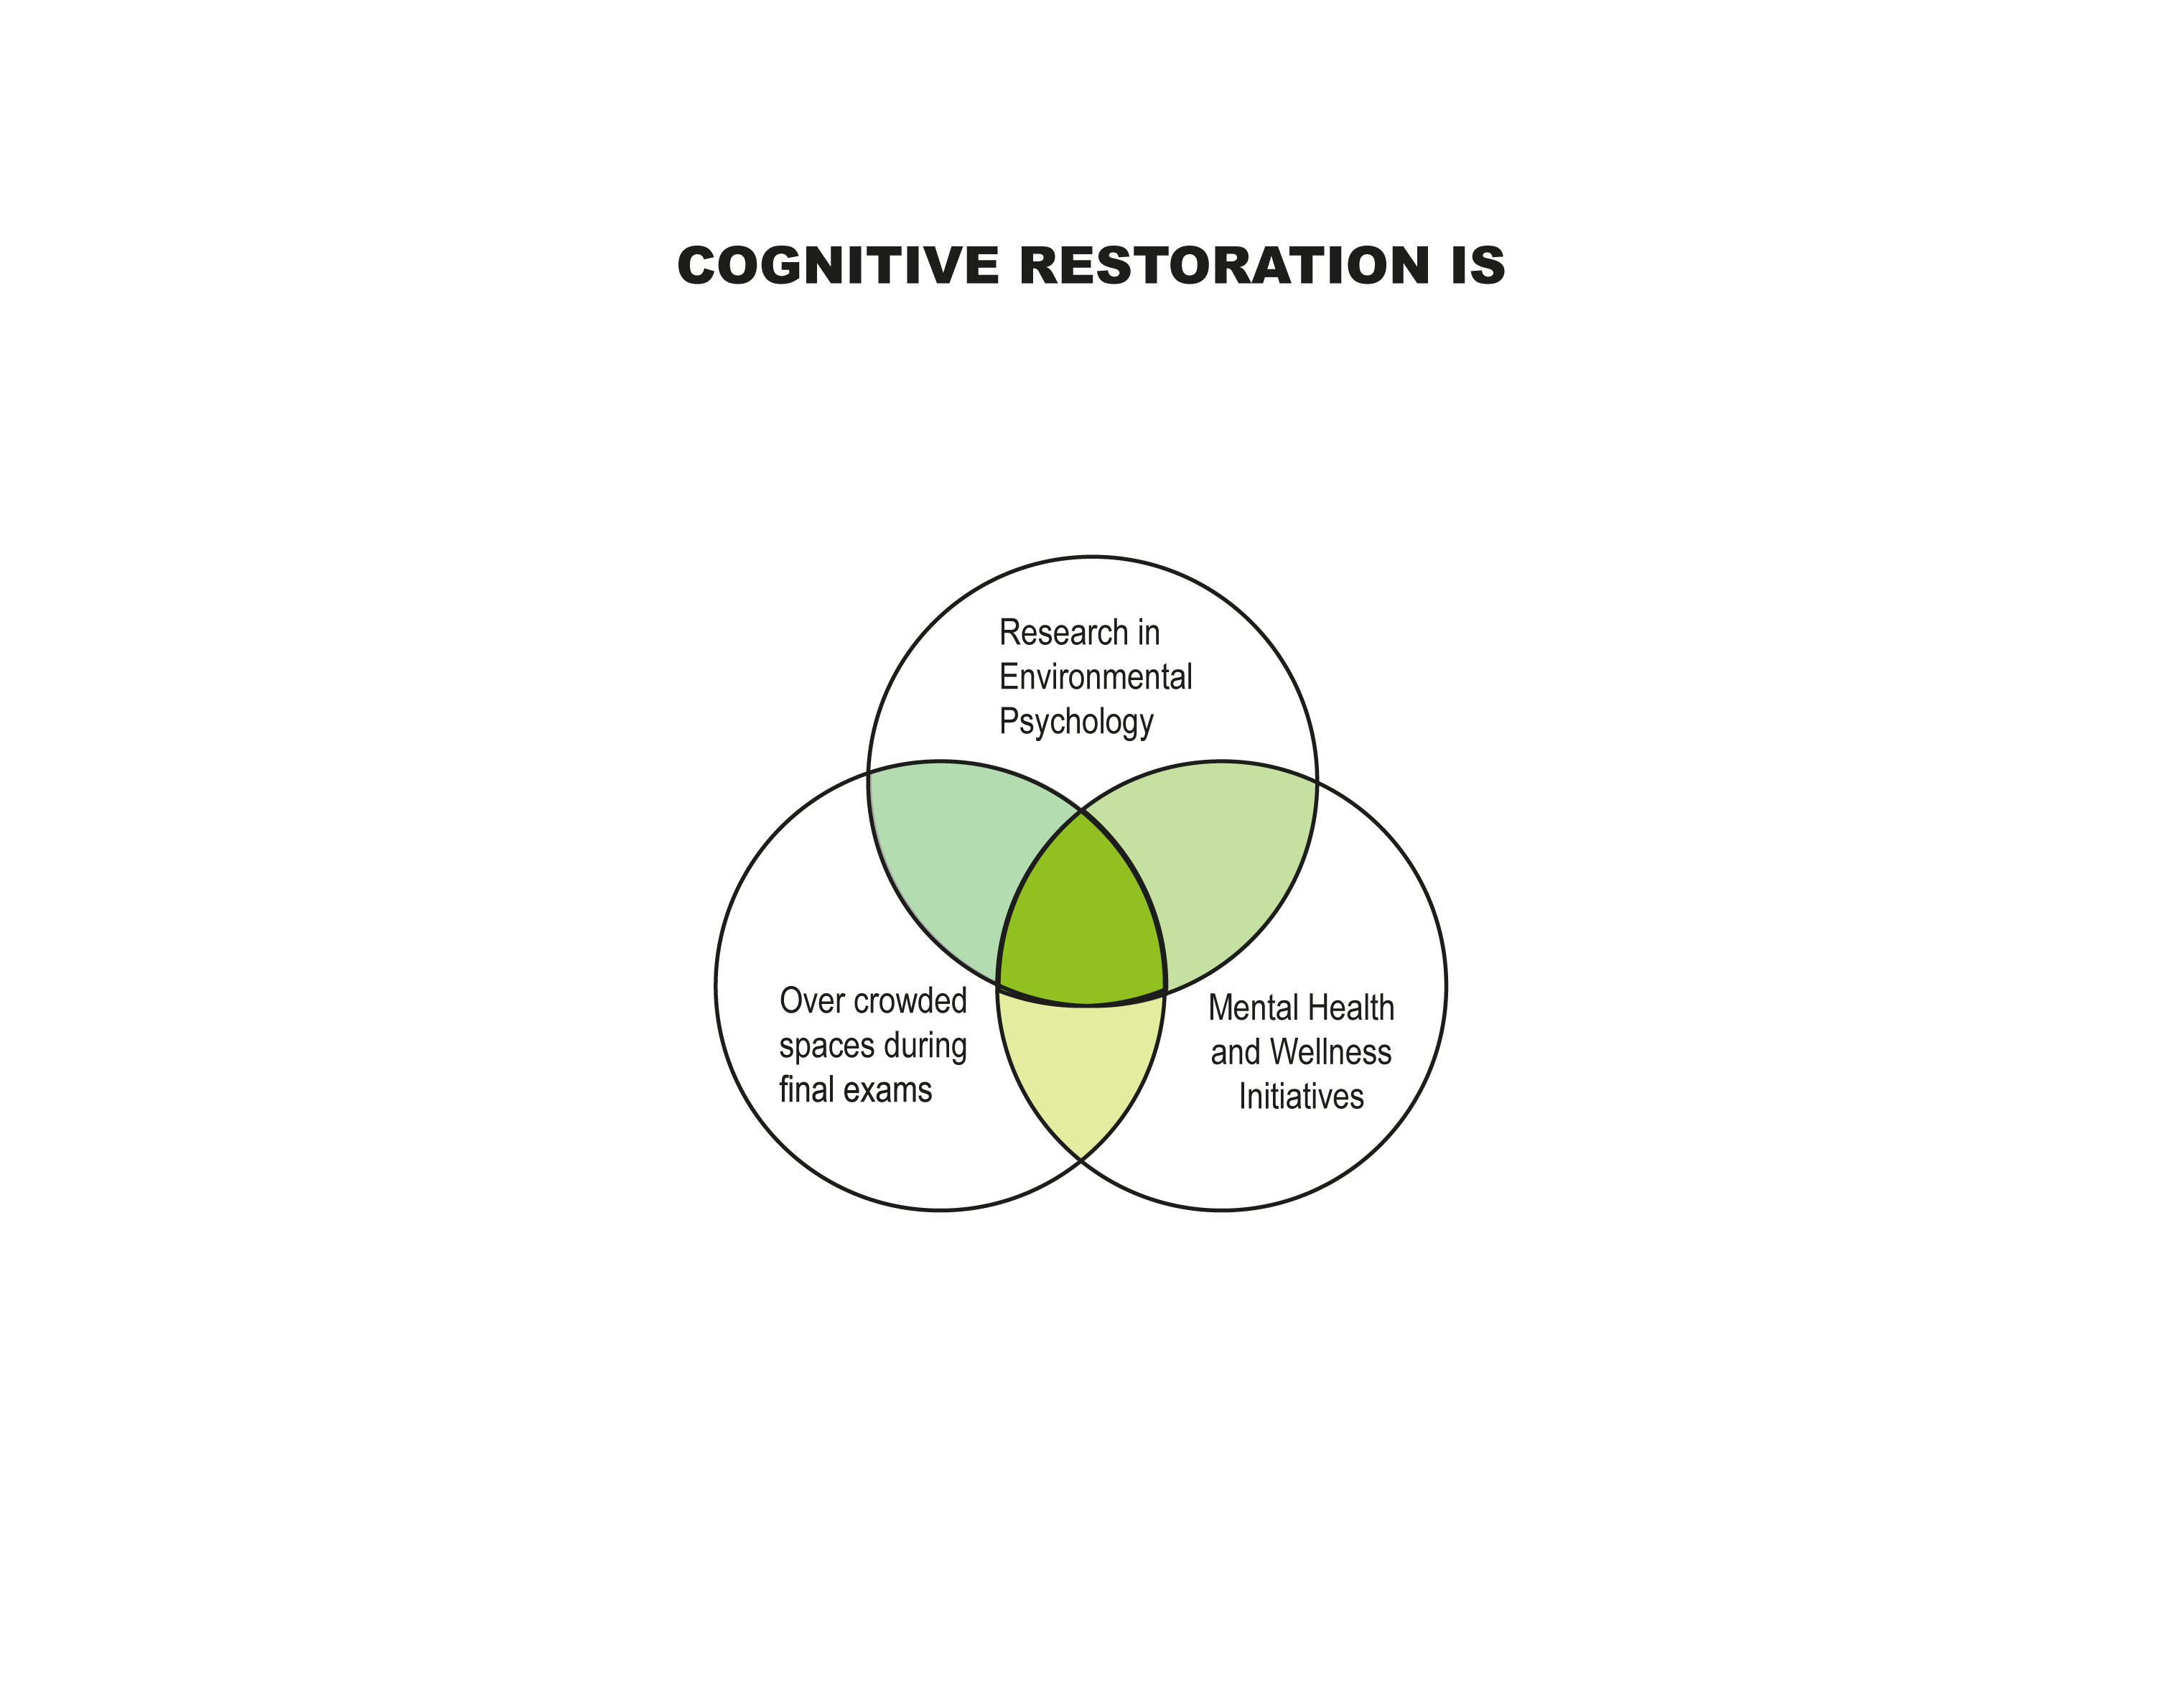 COGNITIVE RESTORATION IS
Research in
Environmental
Psychology
Over crowded
spaces during
final exams
Mental Health
and Wellness
Initiatives